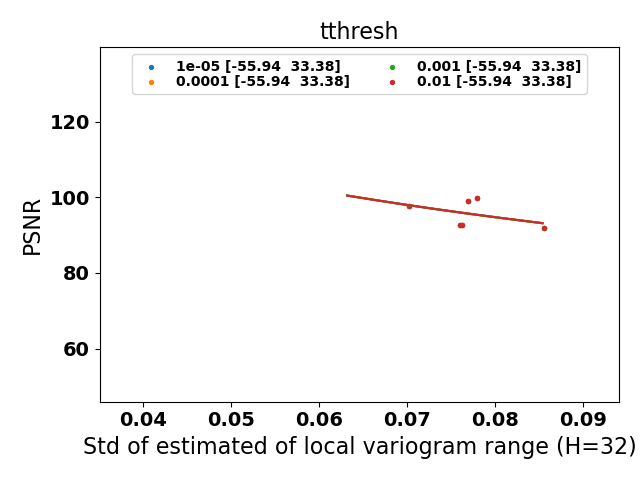 tthresh
1e-05 [-55.94  33.38]
0.0001 [-55.94  33.38]
0.001 [-55.94  33.38]
0.01 [-55.94  33.38]
PSNR
120
100
80
60
0.04 0.05 0.06 0.07 0.08 0.09
Std of estimated of local variogram range (H=32)